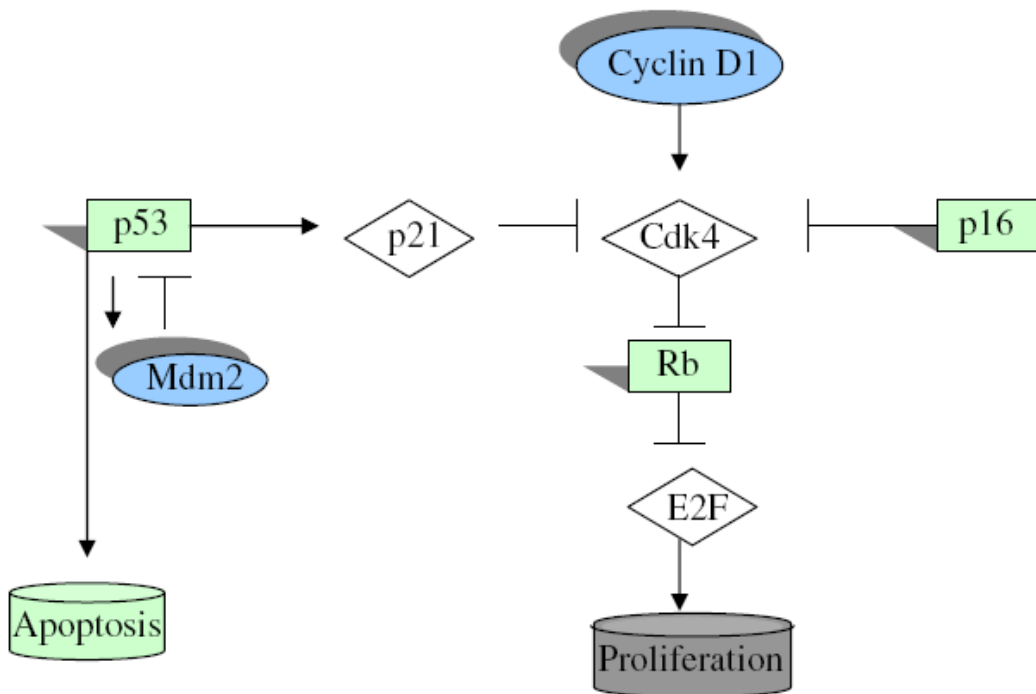 Cyclin D1
p53
p21
Cdk4
p16
Mdm2
Rb
E2F
Apoptosis
Proliferation